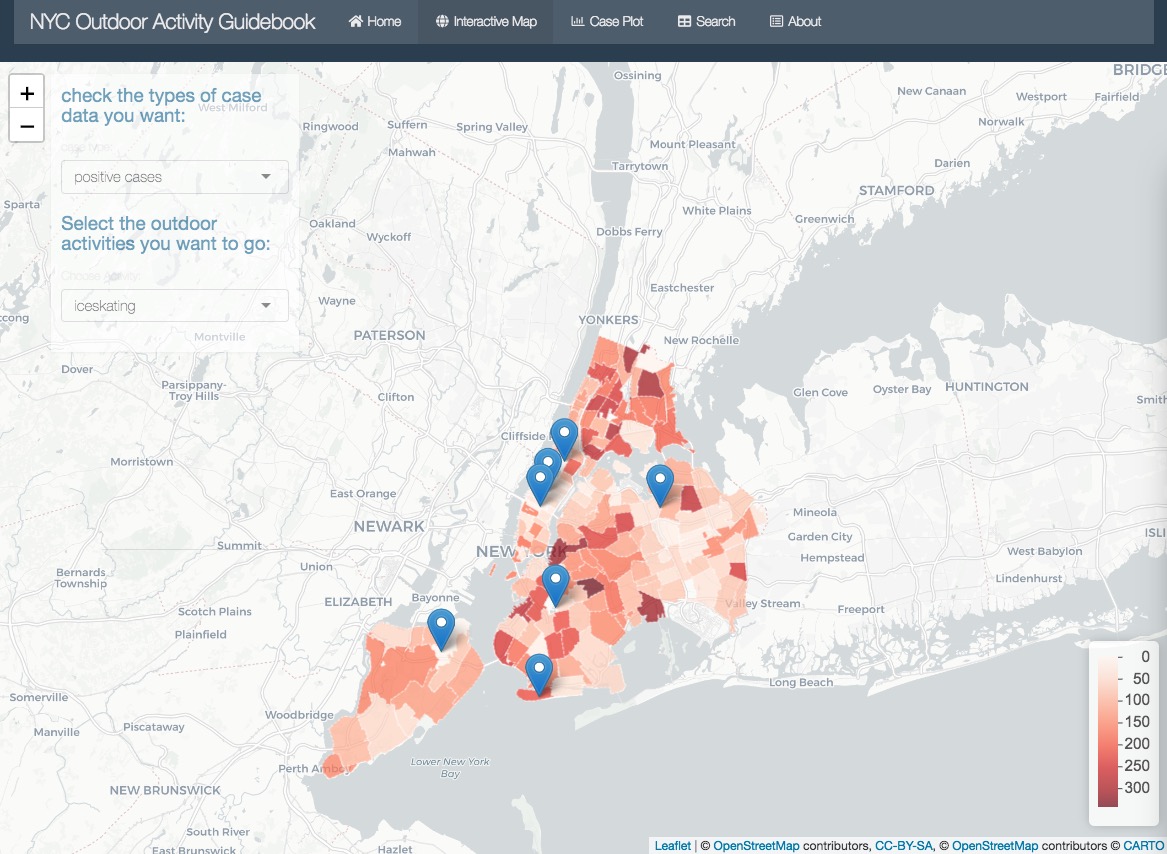 NYC Outdoor Activity Guidebook
Home
Interactive Map
Case Plot
Search
About
+
−
check the types of case
data you want:
case type:
positive cases
Select the outdoor
activities you want to go:
Choose Activity:
iceskating
West Milford
Ringwood
Suffern
Spring Valley
Ossining
Mahwah
Mount Pleasant
Tarrytown
New Canaan
Westport
Fairfield
BRIDGE
Norwalk
Darien
STAMFORD
Greenwich
White Plains
Dobbs Ferry
Sparta
Oakland
Wyckoff
Eastchester
Wayne
YONKERS
New Rochelle
PATERSON
Montville
Dover
Parsippany-
Troy Hills
Clifton
Glen Cove
Oyster Bay
HUNTINGTON
Smith
Cliffside
Morristown
East Orange
NEWARK
NEW YORK
Mineola
Garden City
Hempstead
ISLI
West Babylon
Lindenhurst
Summit
Union
Bernards
Township
ELIZABETH
Bayonne
Valley Stream
Freeport
Scotch Plains
Plainfield
Long Beach
Somerville
Manville
Piscataway
Woodbridge
Perth Amboy
Lower New York
Bay
NEW BRUNSWICK
South River
East Brunswick
Hazlet
0
50
100
150
200
250
300
Leaflet | © OpenStreetMap contributors, CC-BY-SA, © OpenStreetMap contributors © CARTO